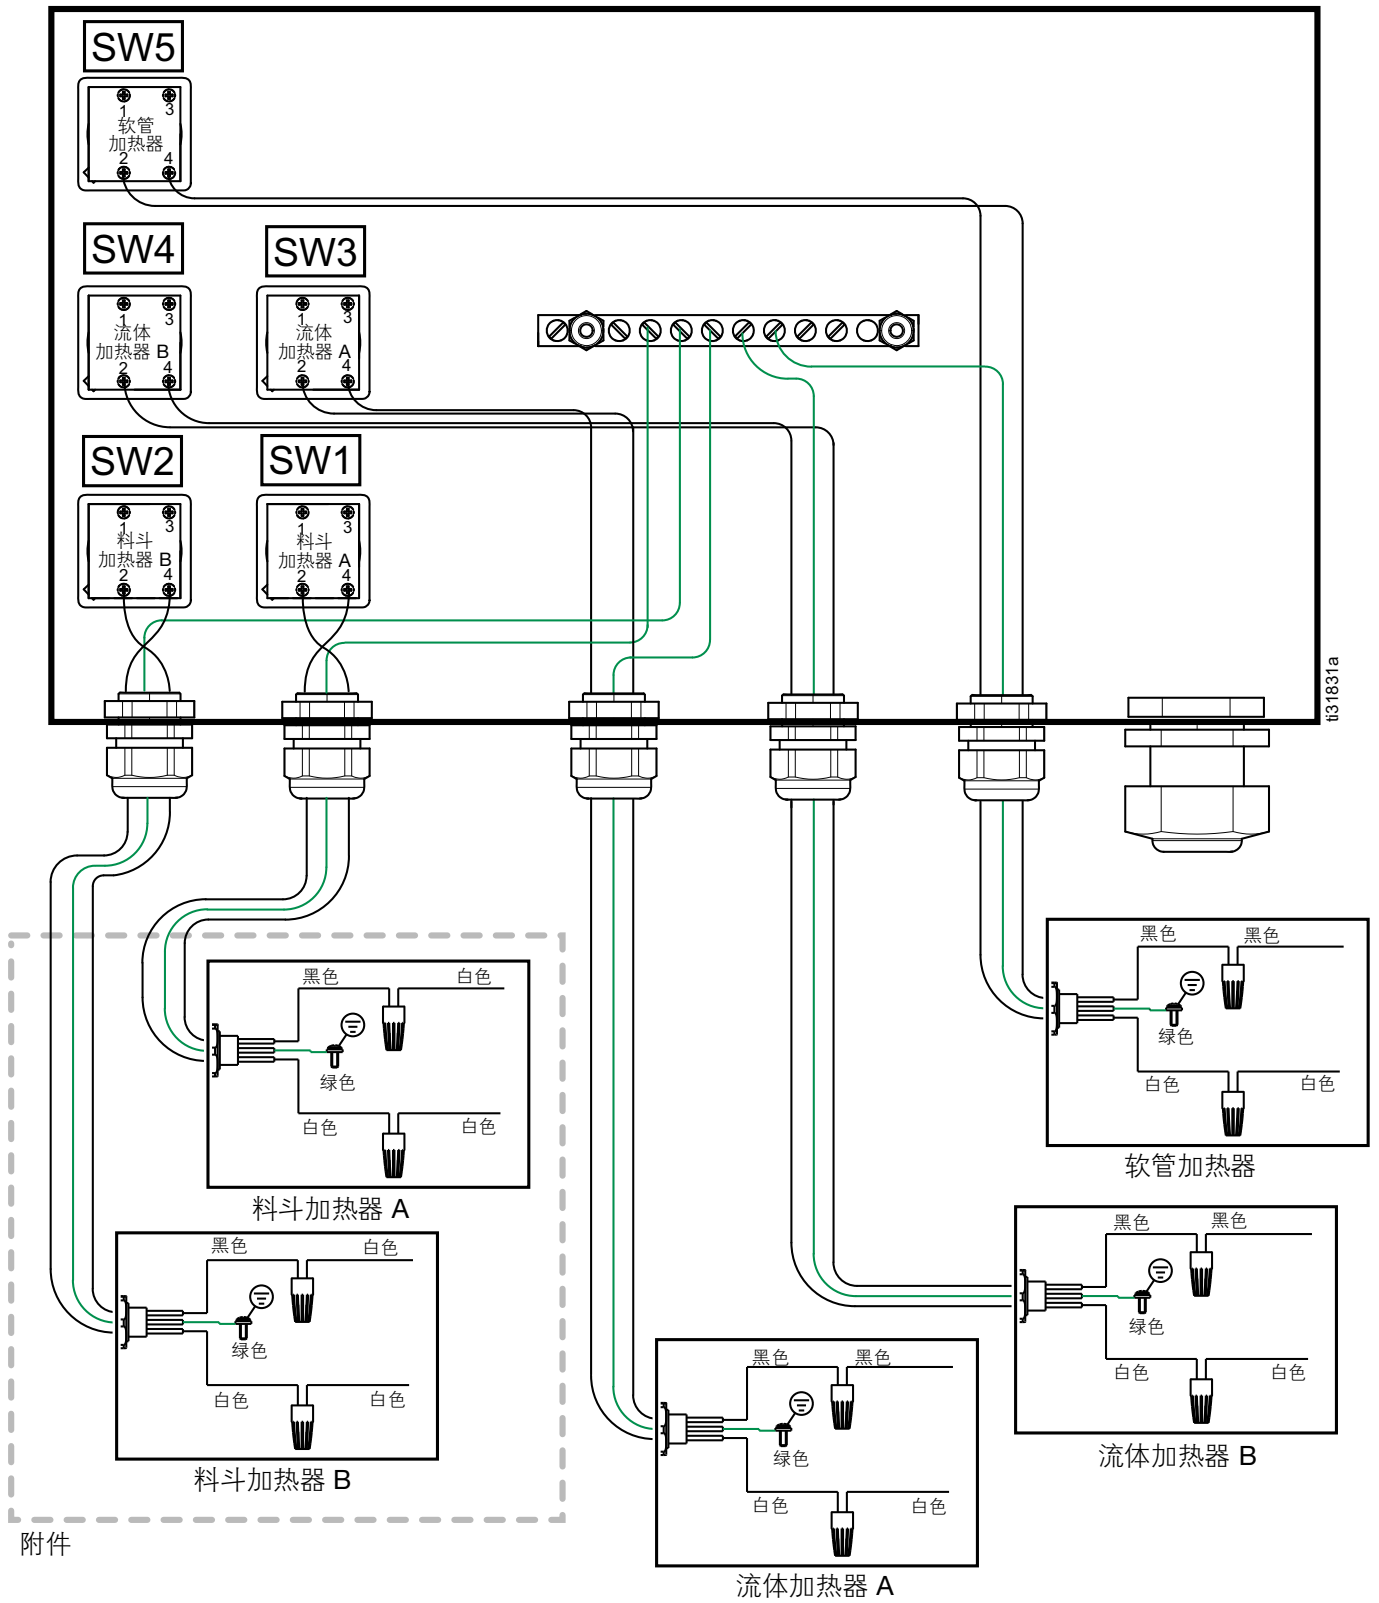 SW5
1 3
软管
加热器
2 4
SW4
1 3
流体
加热器 B
2 4
SW3
1 3
流体
加热器 A
2 4
SW2
1 3
料斗
加热器 B
2 4
SW1
1 3
料斗
加热器 A
2 4
ti31831a
黑色 黑色
绿色
白色 白色
软管加热器
黑色 白色
绿色
白色 白色
料斗加热器 A
黑色 白色
绿色
白色 白色
料斗加热器 B
黑色 黑色
绿色
白色 白色
流体加热器 B
黑色 黑色
绿色
白色 白色
流体加热器 A
附件